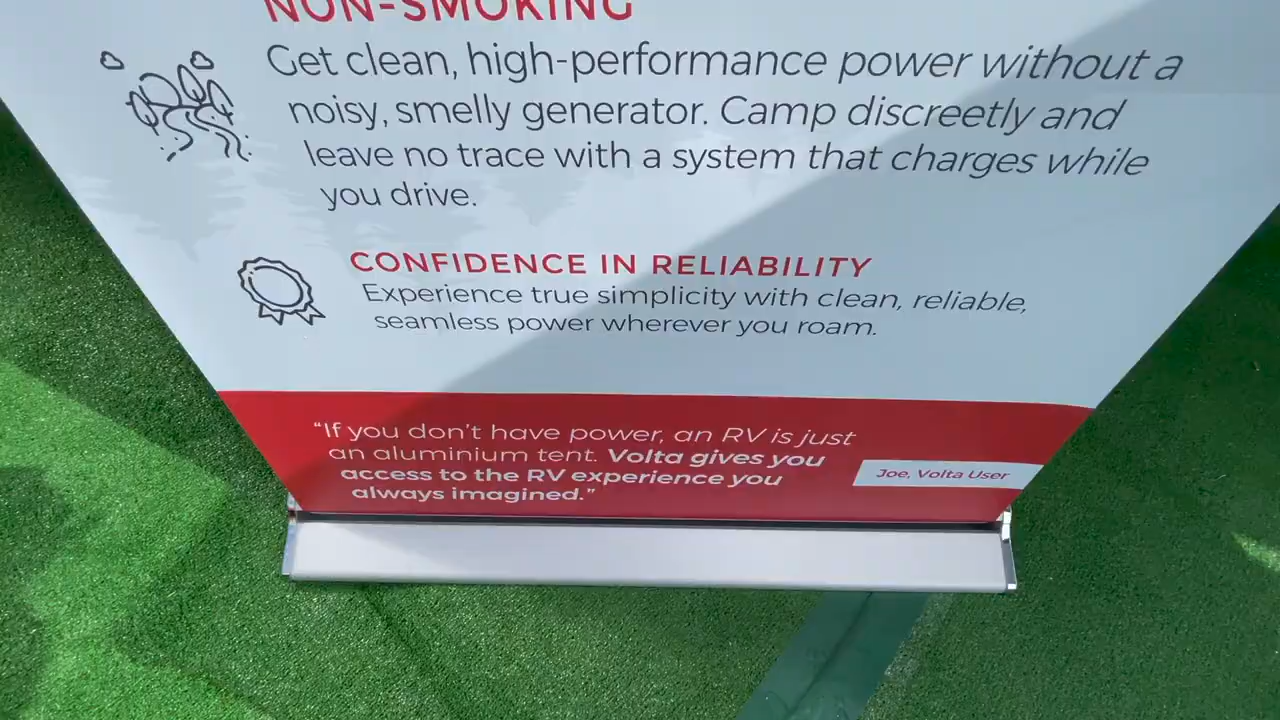 NON-SMOKING
Get clean, high-performance power without a
noisy, smelly generator. Camp discreetly and
leave no trace with a system that charges while
you drive.
CONFIDENCE IN RELIABILITY
Experience true simplicity with clean, reliable,
seamless power wherever you roam.
“If you don’t have power, an RV is just
an aluminium tent. Volta gives you
access to the RV experience you
always imagined.”
Joe, Volta User